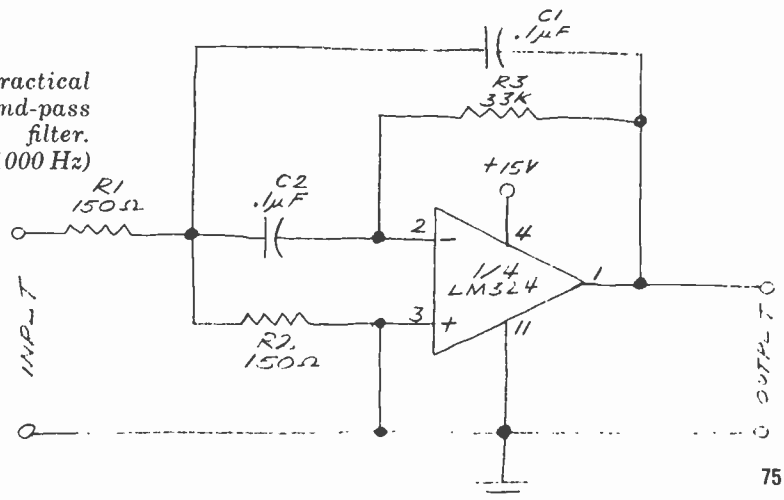 ractical
nd-pass
filter.
000 Hz)
C1
.1µF
R3
33K
+15V
R1
150Ω
C2
.1µF
2
-
4
1/4
LM324
1
3
+
11
R2
150Ω
INPUT
OUTPUT
75